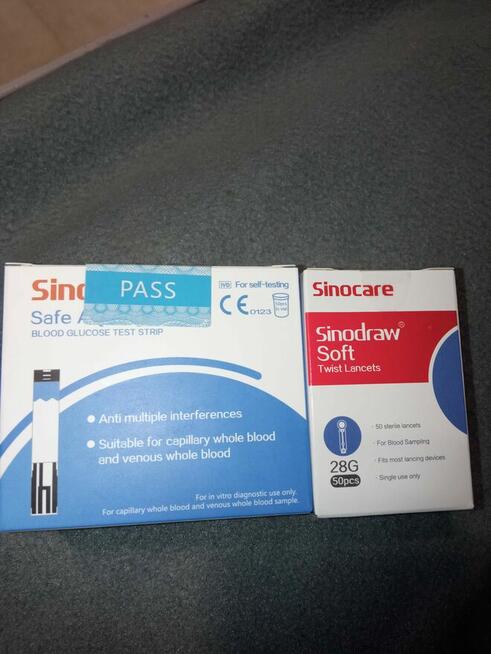 PASS
Sino
IVD For self-testing
CE 0123
50pcs
in vial
Safe A
BLOOD GLUCOSE TEST STRIP
Anti multiple interferences
Suitable for capillary whole blood
and venous whole blood
For in vitro diagnostic use only.
For capillary whole blood and venous whole blood sample.
Sinocare
Sinodraw®
Soft
Twist Lancets
28G
50pcs
· 50 sterile lancets
· For Blood Sampling
· Fits most lancing devices
· Single use only